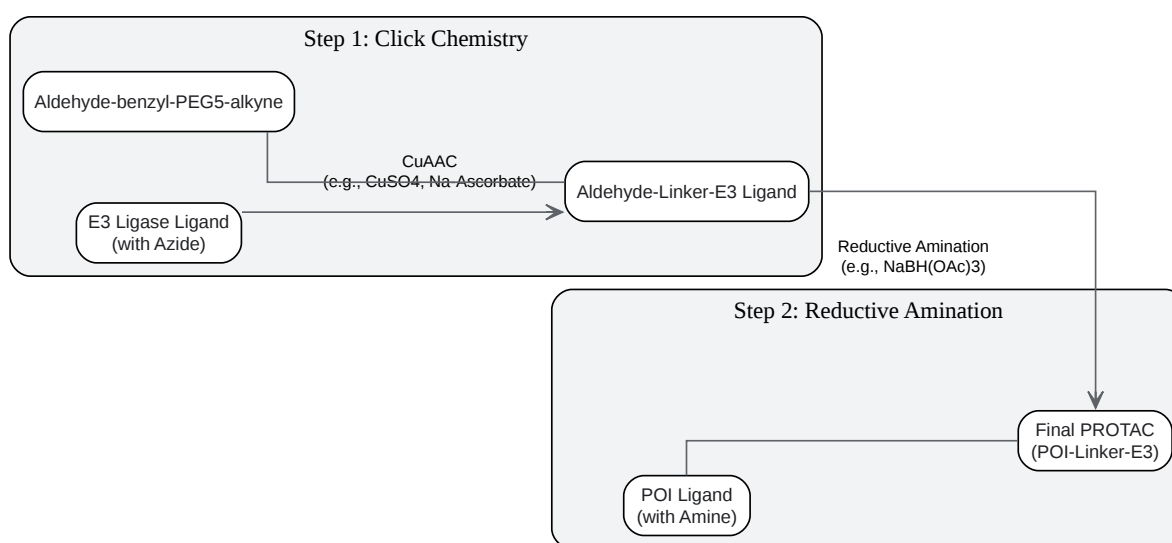 Step 1: Click Chemistry
Aldehyde-benzyl-PEG5-alkyne
CuAAC
(e.g., CuSO4, Na-Ascorbate)
Aldehyde-Linker-E3 Ligand
E3 Ligase Ligand
(with Azide)
Reductive Amination
(e.g., NaBH(OAc)3)
Step 2: Reductive Amination
Final PROTAC
(POI-Linker-E3)
POI Ligand
(with Amine)